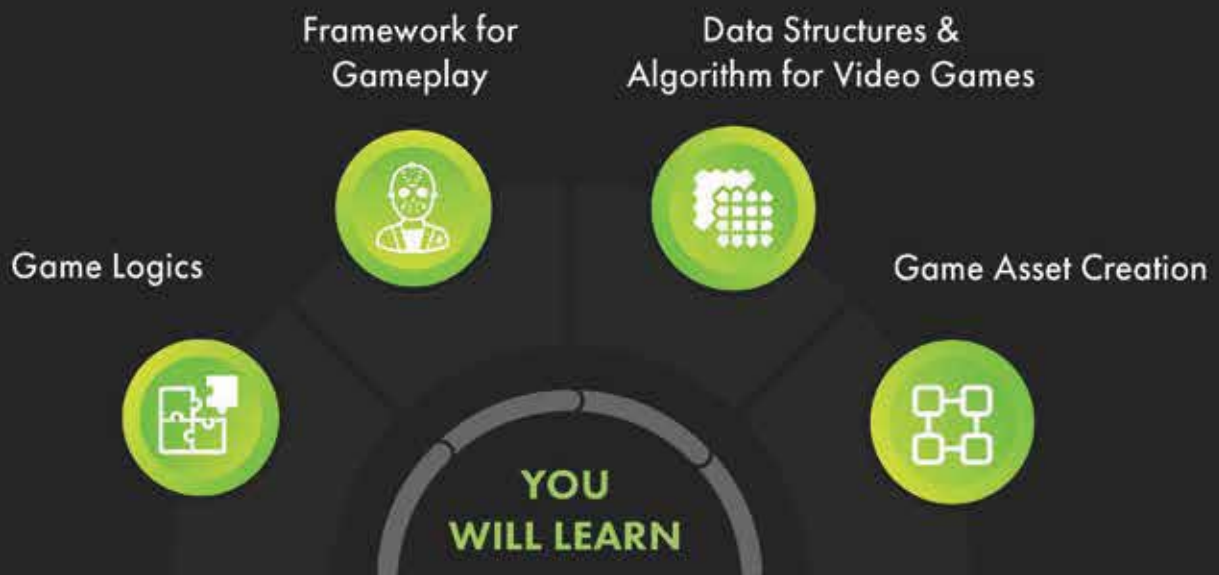 Framework for
Gameplay
Data Structures &
Algorithm for Video Games
Game Logics
Game Asset Creation
YOU
WILL LEARN